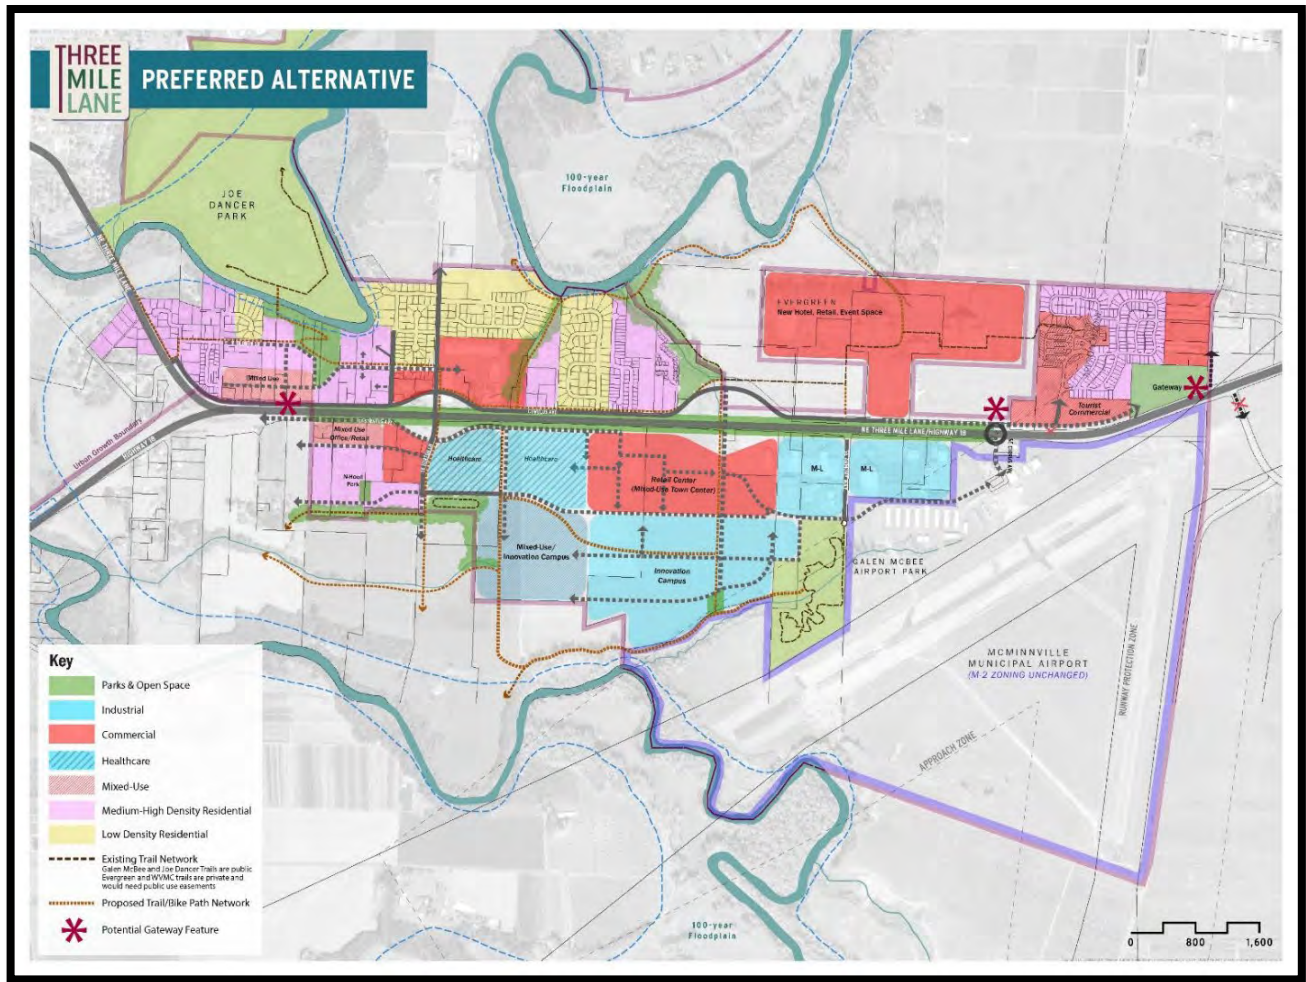 THREE
MILE
LANE
PREFERRED ALTERNATIVE
JOE
DANCER
PARK
100-year
Floodplain
EVERGREEN
New Hotel, Retail, Event Space
Mixed Use
Gateway
Tourist
Commercial
Urban Growth Boundary
HIGHWAY 18
NE THREE MILE LANE/HIGHWAY 18
Mixed Use
Office/Retail
N-Hood
Park
Healthcare
Healthcare
Retail Center
(Mixed-Use Town Center)
M-L
M-L
Mixed-Use/
Innovation Campus
Innovation
Campus
GALEN MCBEE
AIRPORT PARK
MCMINNVILLE
MUNICIPAL AIRPORT
(M-2 ZONING UNCHANGED)
RUNWAY PROTECTION ZONE
APPROACH ZONE
100-year
Floodplain
Key
Parks & Open Space
Industrial
Commercial
Healthcare
Mixed-Use
Medium-High Density Residential
Low Density Residential
Existing Trail Network
Galen McBee and Joe Dancer Trails are public
Evergreen and WVMC trails are private and
would need public use easements
Proposed Trail/Bike Path Network
Potential Gateway Feature
0 800 1,600